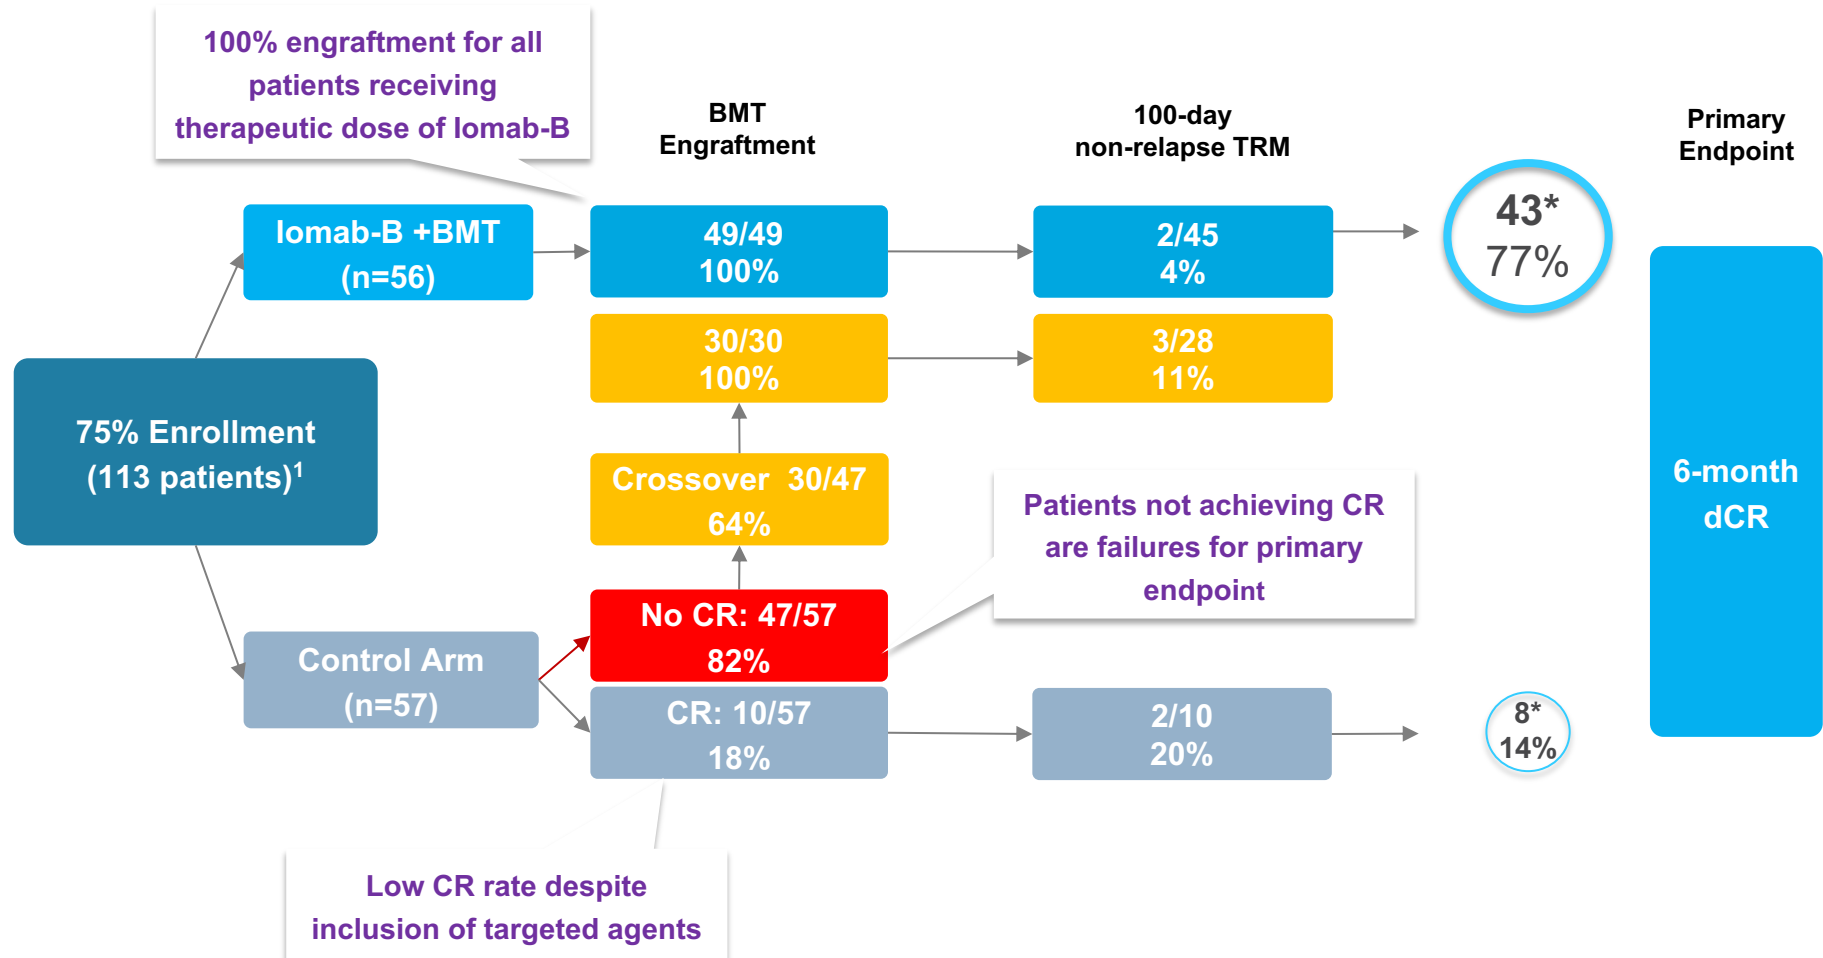 100% engraftment for all
patients receiving
therapeutic dose of Iomab-B
BMT
Engraftment
100-day
non-relapse TRM
Primary
Endpoint
Iomab-B +BMT
(n=56)
49/49
100%
2/45
4%
43*
77%
30/30
100%
3/28
11%
75% Enrollment
(113 patients)¹
Crossover 30/47
64%
Patients not achieving CR
are failures for primary
endpoint
6-month
dCR
No CR: 47/57
82%
Control Arm
(n=57)
CR: 10/57
18%
2/10
20%
8*
14%
Low CR rate despite
inclusion of targeted agents